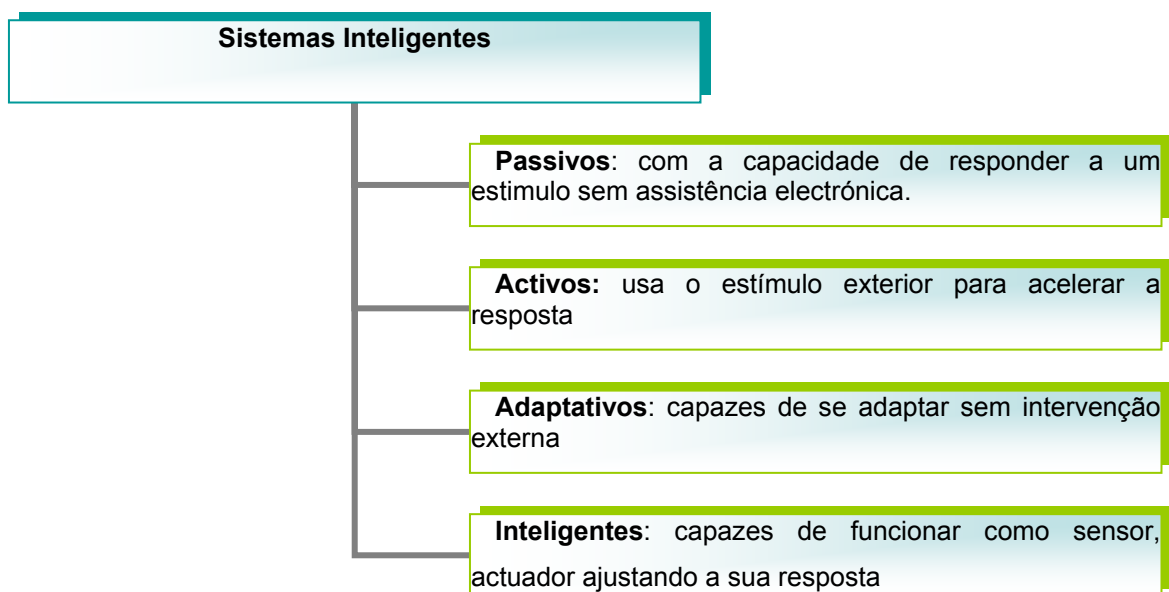 Sistemas Inteligentes
Passivos: com a capacidade de responder a um
estimulo sem assistência electrónica.
Activos: usa o estímulo exterior para acelerar a
resposta
Adaptativos: capazes de se adaptar sem intervenção
externa
Inteligentes: capazes de funcionar como sensor,
actuador ajustando a sua resposta